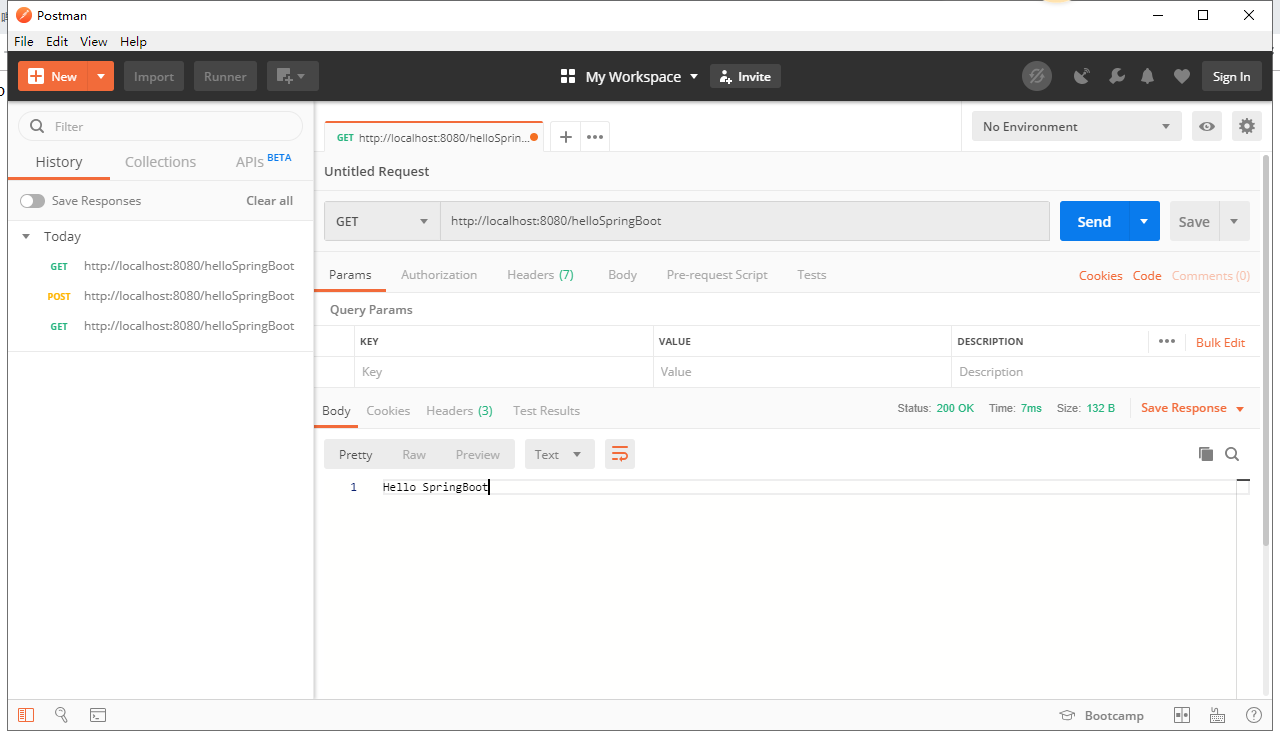 Postman
File Edit View Help
New Import Runner My Workspace Invite Sign In
Filter
History Collections APIs BETA
Save Responses Clear all
Today
GET http://localhost:8080/helloSpringBoot
POST http://localhost:8080/helloSpringBoot
GET http://localhost:8080/helloSpringBoot
GET http://localhost:8080/helloSprin... No Environment
Untitled Request
GET http://localhost:8080/helloSpringBoot Send Save
Params Authorization Headers (7) Body Pre-request Script Tests Cookies Code Comments (0)
Query Params
KEY VALUE DESCRIPTION Bulk Edit
Key Value Description
Body Cookies Headers (3) Test Results Status: 200 OK Time: 7ms Size: 132 B Save Response
Pretty Raw Preview Text
1 Hello SpringBoot
Bootcamp